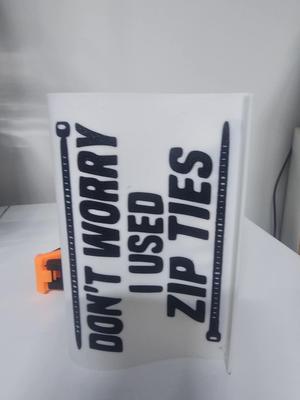 DON'T WORRY
I USED
ZIP TIES